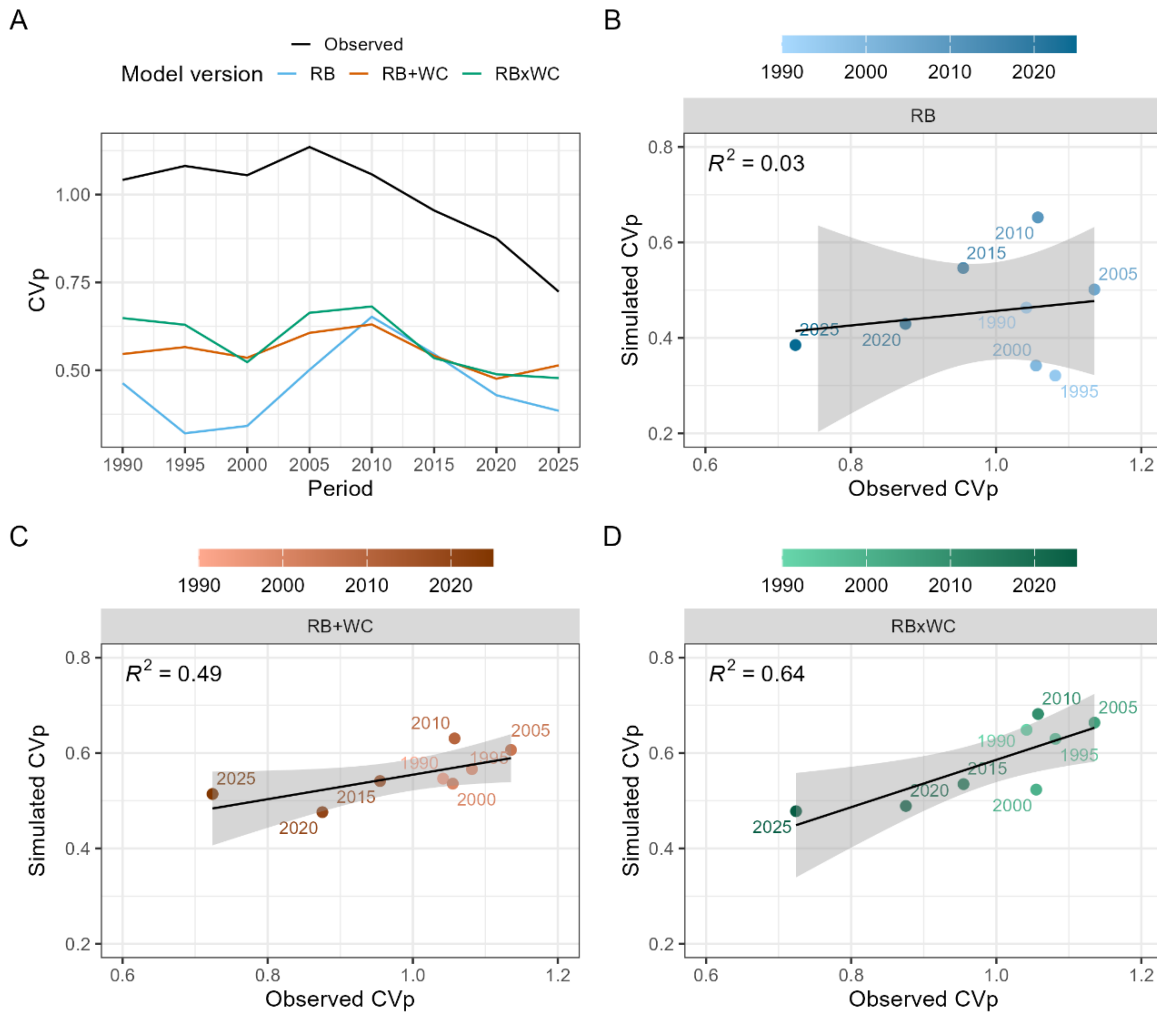 A
Observed
Model version RB RB+WC RBxWC
CVp
1.00
0.75
0.50
1990 1995 2000 2005 2010 2015 2020 2025
Period
B
1990 2000 2010 2020
RB
R² = 0.03
Simulated CVp
0.8
0.6
0.4
0.2
2010
2015
2005
1990
2025
2020
2000
1995
0.6 0.8 1.0 1.2
Observed CVp
C
1990 2000 2010 2020
RB+WC
R² = 0.49
Simulated CVp
0.8
0.6
0.4
0.2
2010
2005
1990
1995
2025
2015
2000
2020
0.6 0.8 1.0 1.2
Observed CVp
D
1990 2000 2010 2020
RBxWC
R² = 0.64
Simulated CVp
0.8
0.6
0.4
0.2
2010
2005
1990
1995
2015
2020
2000
2025
0.6 0.8 1.0 1.2
Observed CVp